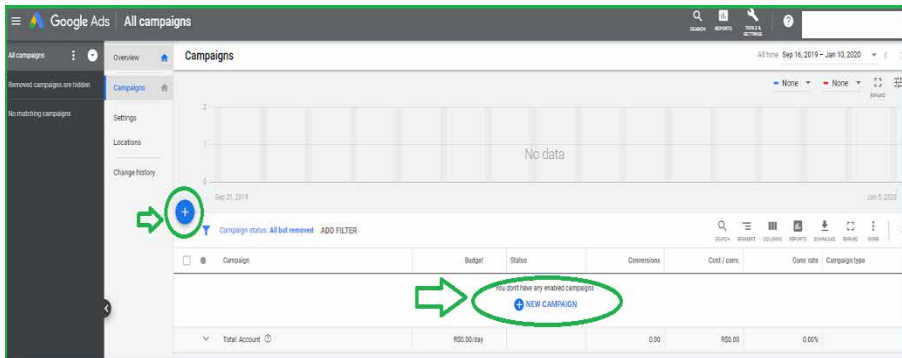 Google Ads All campaigns
SEARCH REPORTS TOOLS & SETTINGS
All campaigns
Overview
Campaigns
All time Sep 16, 2019 – Jan 10, 2020
Removed campaigns are hidden
Campaigns
None None
EXPAND
No matching campaigns
Settings
Locations
Change history
2
1
0
No data
Sep 21, 2019 Jan 5, 2020
Campaign status: All but removed ADD FILTER
SEARCH SEGMENT COLUMNS REPORTS DOWNLOAD EXPAND MORE
Campaign Budget Status Conversions Cost / conv. Conv. rate Campaign type
You don't have any enabled campaigns
NEW CAMPAIGN
Total: Account R$0.00/day 0.00 R$0.00 0.00%